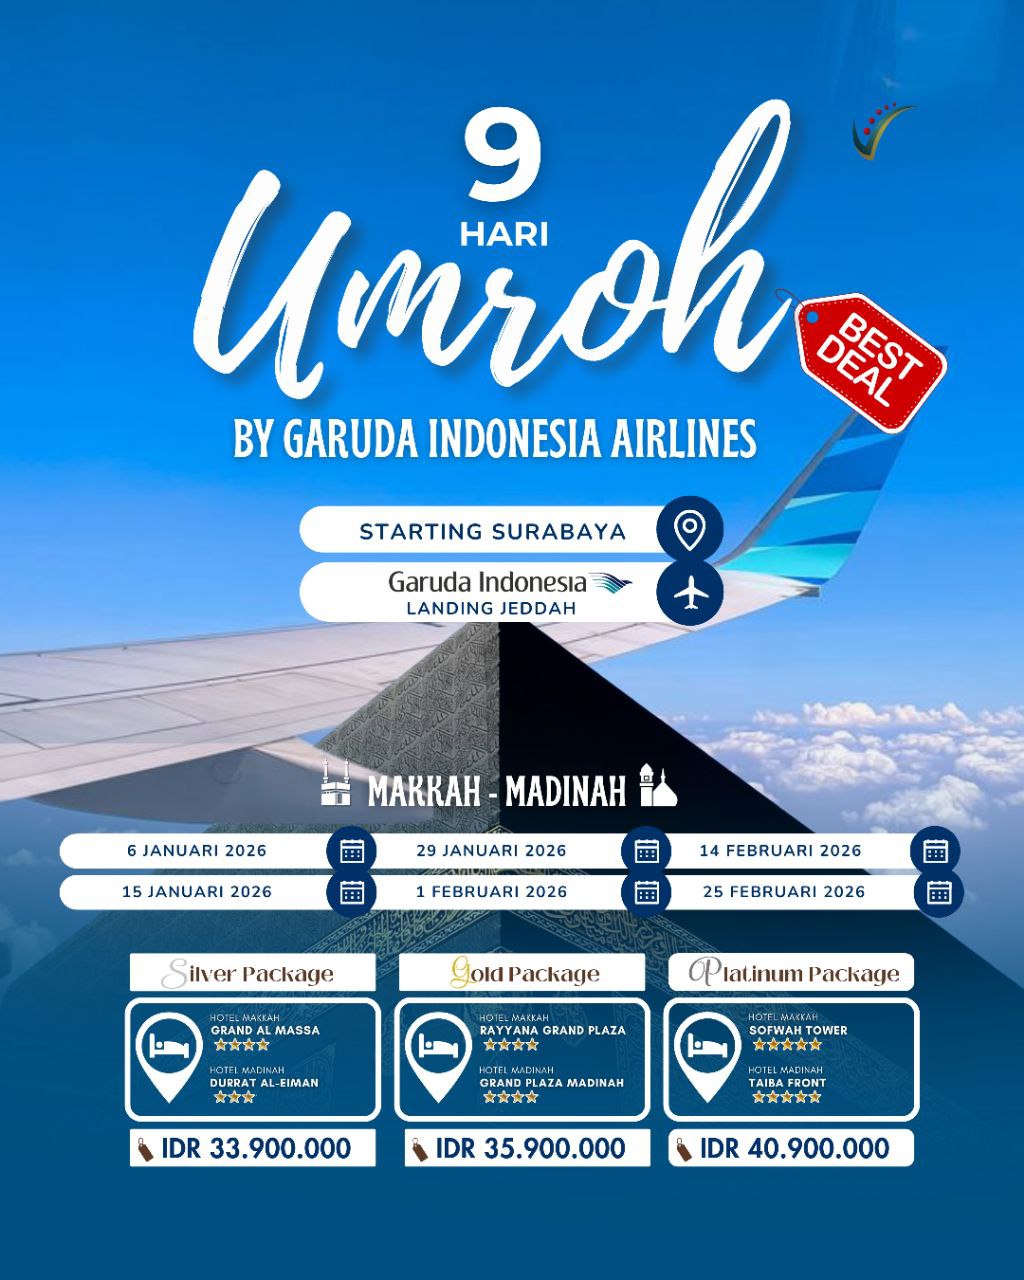 9
HARI
Umroh
BEST
DEAL
BY GARUDA INDONESIA AIRLINES
STARTING SURABAYA
Garuda Indonesia
LANDING JEDDAH
MAKKAH - MADINAH
6 JANUARI 2026
29 JANUARI 2026
14 FEBRUARI 2026
15 JANUARI 2026
1 FEBRUARI 2026
25 FEBRUARI 2026
Silver Package
HOTEL MAKKAH
GRAND AL MASSA
HOTEL MADINAH
DURRAT AL-EIMAN
IDR 33.900.000
Gold Package
HOTEL MAKKAH
RAYYANA GRAND PLAZA
HOTEL MADINAH
GRAND PLAZA MADINAH
IDR 35.900.000
Platinum Package
HOTEL MAKKAH
SOFWAH TOWER
HOTEL MADINAH
TAIBA FRONT
IDR 40.900.000